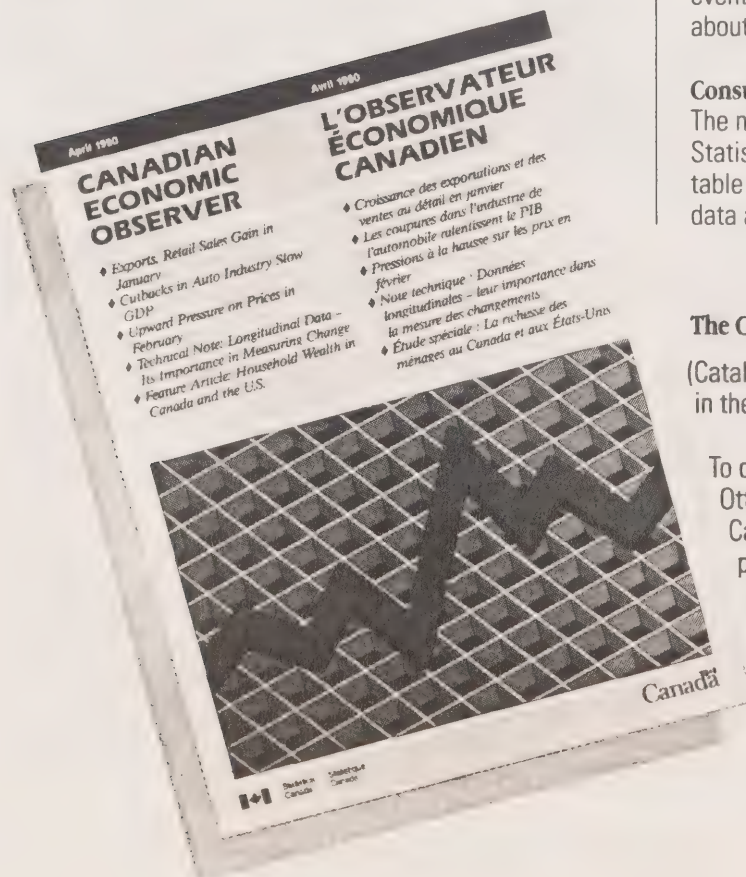 April 1990
Avril 1990
CANADIAN
ECONOMIC
OBSERVER
♦ Exports, Retail Sales Gain in
January
♦ Cutbacks in Auto Industry Slow
GDP
♦ Upward Pressure on Prices in
February
♦ Technical Note: Longitudinal Data –
Its Importance in Measuring Change
♦ Feature Article: Household Wealth in
Canada and the U.S.
L'OBSERVATEUR
ÉCONOMIQUE
CANADIEN
♦ Croissance des exportations et des
ventes au détail en janvier
♦ Les coupures dans l'industrie de
l'automobile ralentissent le PIB
♦ Pressions à la hausse sur les prix en
février
♦ Note technique : Données
longitudinales – leur importance dans
la mesure des changements
♦ Étude spéciale : La richesse des
ménages au Canada et aux États-Unis
Canada
Statistics
Canada
Statistique
Canada
about
Consu
The n
Statis
table
data a
The C
(Catal
in the
To o
Ot
Ca
p